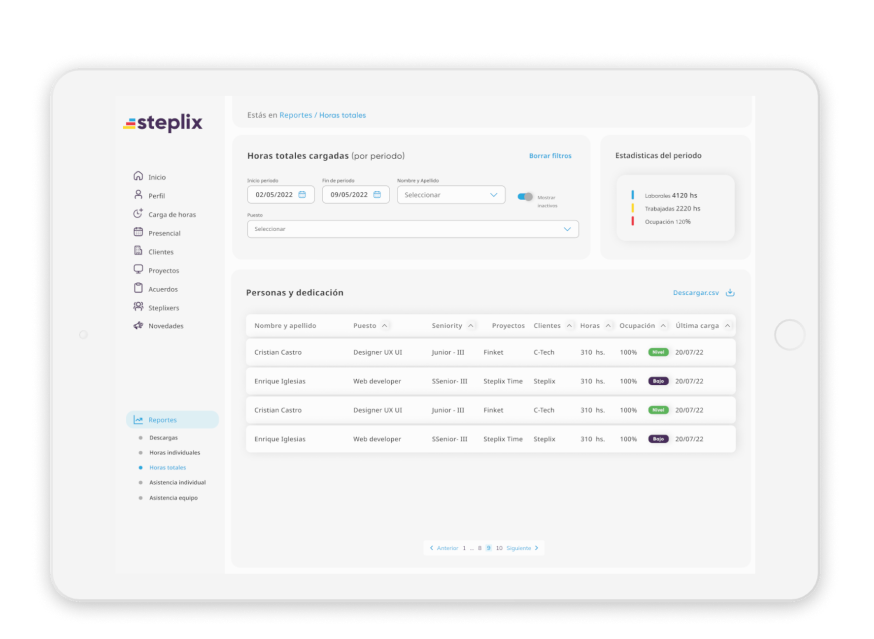 steplix
Inicio
Perfil
Carga de horas
Presencial
Clientes
Proyectos
Acuerdos
Steplixers
Novedades
Reportes
Descargas
Horas individuales
Horas totales
Asistencia individual
Asistencia equipo
Estás en Reportes / Horas totales
Horas totales cargadas (por periodo)
Borrar filtros
Inicio periodo
Fin de periodo
Nombre y Apellido
02/05/2022
09/05/2022
Seleccionar
Mostrar
inactivos
Puesto
Seleccionar
Estadisticas del periodo
Laborales 4120 hs
Trabajadas 2220 hs
Ocupación 120%
Personas y dedicación
Descargar.csv
Nombre y apellido Puesto Seniority Proyectos Clientes Horas Ocupación Última carga
Cristian Castro Designer UX UI Junior - III Finket C-Tech 310 hs. 100% Nivel 20/07/22
Enrique Iglesias Web developer SSenior- III Steplix Time Steplix 310 hs. 100% Bajo 20/07/22
Cristian Castro Designer UX UI Junior - III Finket C-Tech 310 hs. 100% Nivel 20/07/22
Enrique Iglesias Web developer SSenior- III Steplix Time Steplix 310 hs. 100% Bajo 20/07/22
Anterior 1 ... 8 9 10 Siguiente